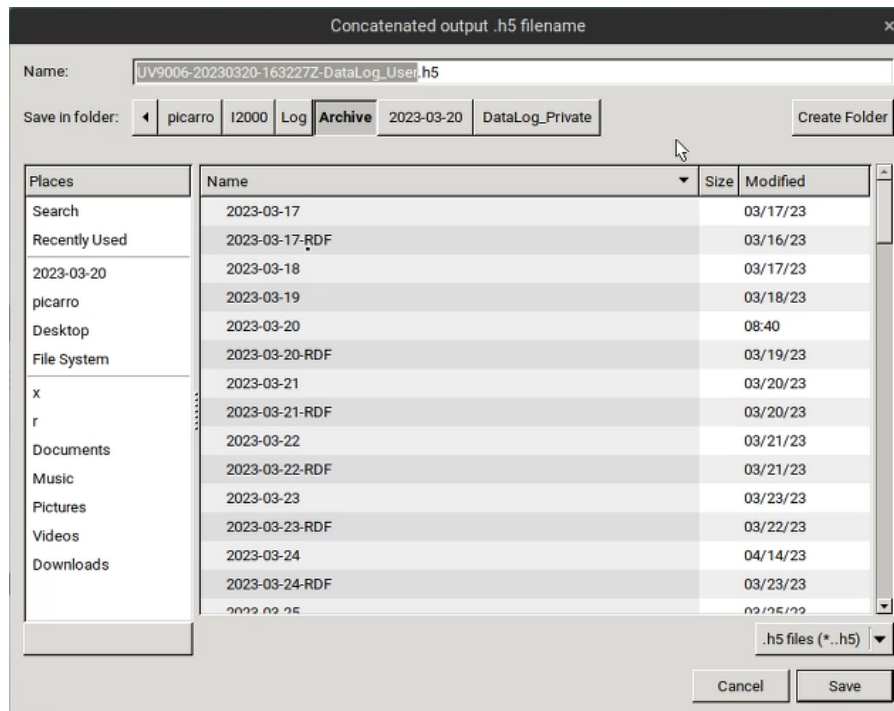 Concatenated output .h5 filename ×
Name: UV9006-20230320-163227Z-DataLog_User.h5
Save in folder: picarro I2000 Log Archive 2023-03-20 DataLog_Private Create Folder
Places Name Size Modified
Search 2023-03-17 03/17/23
Recently Used 2023-03-17-RDF 03/16/23
2023-03-20 2023-03-18 03/17/23
picarro 2023-03-19 03/18/23
Desktop 2023-03-20 08:40
File System 2023-03-20-RDF 03/19/23
x 2023-03-21 03/20/23
r 2023-03-21-RDF 03/20/23
Documents 2023-03-22 03/21/23
Music 2023-03-22-RDF 03/21/23
Pictures 2023-03-23 03/23/23
Videos 2023-03-23-RDF 03/22/23
Downloads 2023-03-24 04/14/23
2023-03-24-RDF 03/23/23
2023-03-25 03/25/23
.h5 files (*..h5)
Cancel Save